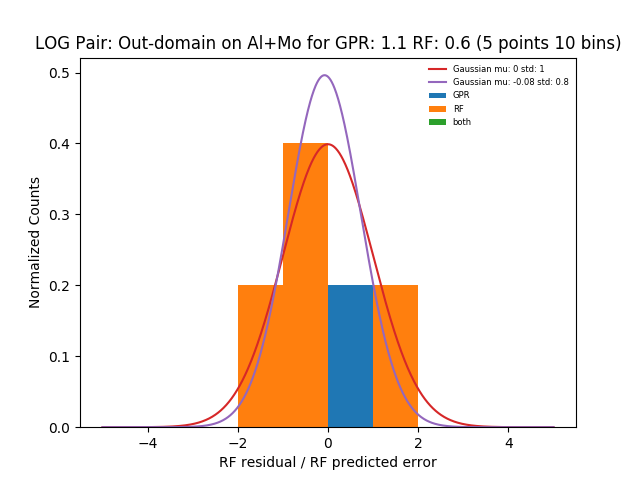 LOG Pair: Out-domain on Al+Mo for GPR: 1.1 RF: 0.6 (5 points 10 bins)
Gaussian mu: 0 std: 1
Gaussian mu: -0.08 std: 0.8
GPR
RF
both
Normalized Counts
0.5
0.4
0.3
0.2
0.1
0.0
−4 −2 0 2 4
RF residual / RF predicted error